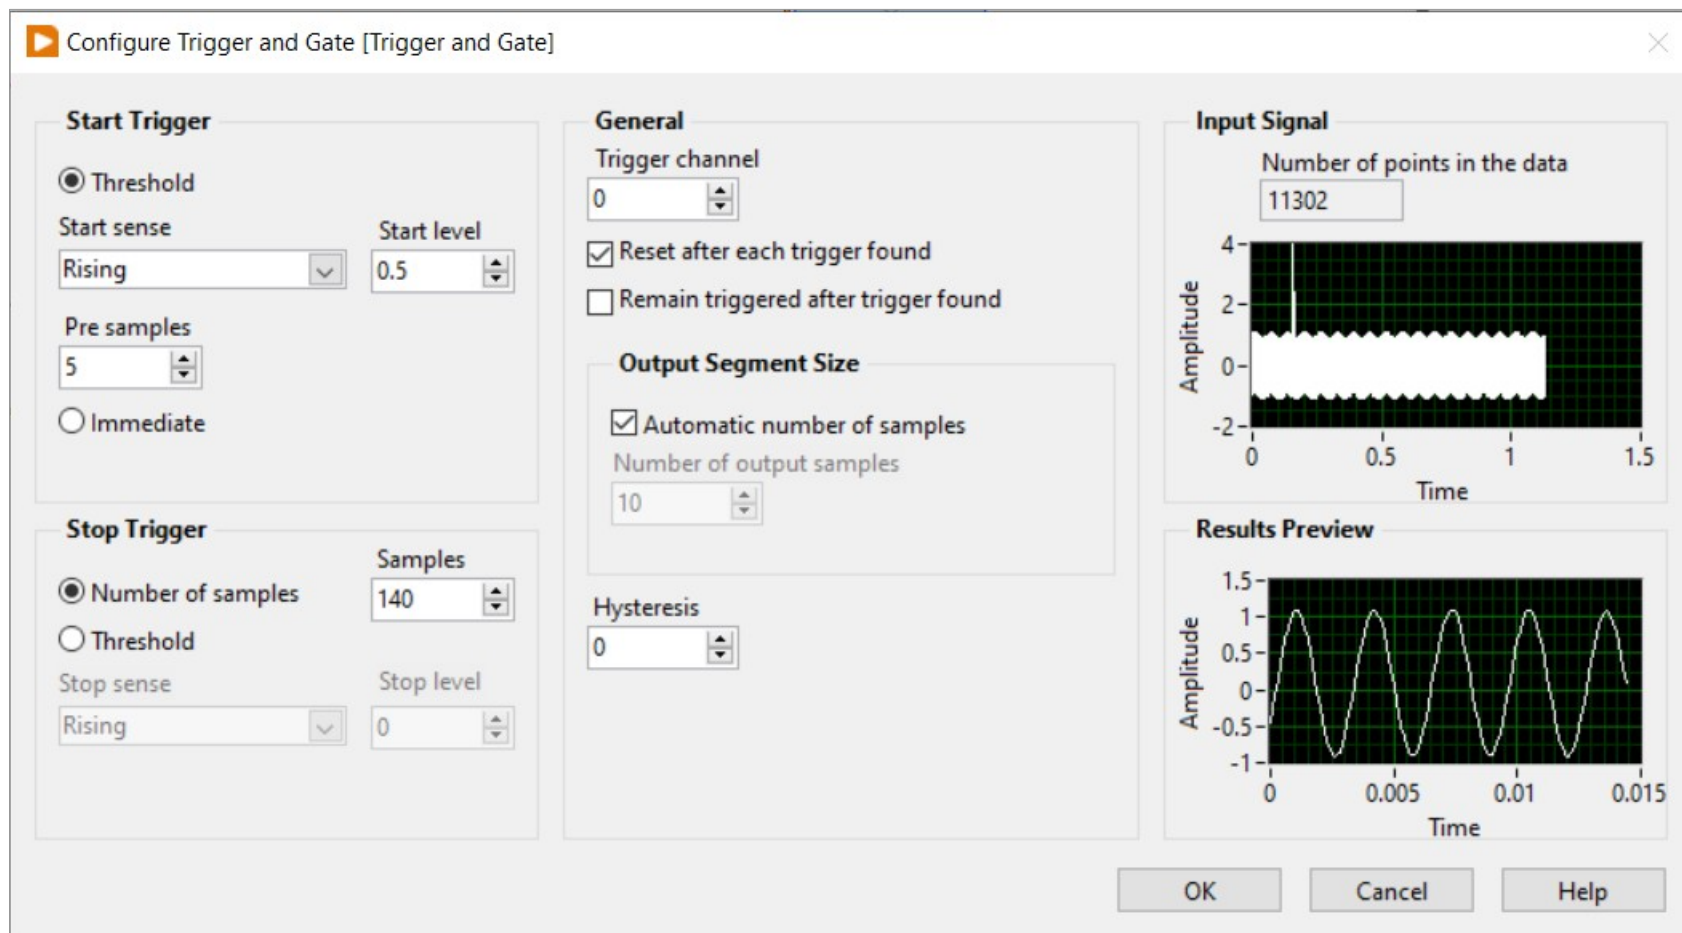 Configure Trigger and Gate [Trigger and Gate]
Start Trigger
Threshold
Start sense
Start level
Rising
0.5
Pre samples
5
Immediate
Stop Trigger
Samples
Number of samples
140
Threshold
Stop sense
Stop level
Rising
0
General
Trigger channel
0
Reset after each trigger found
Remain triggered after trigger found
Output Segment Size
Automatic number of samples
Number of output samples
10
Hysteresis
0
Input Signal
Number of points in the data
11302
Amplitude
4
2
0
-2
0 0.5 1 1.5
Time
Results Preview
Amplitude
1.5
1
0.5
0
-0.5
-1
0 0.005 0.01 0.015
Time
OK Cancel Help